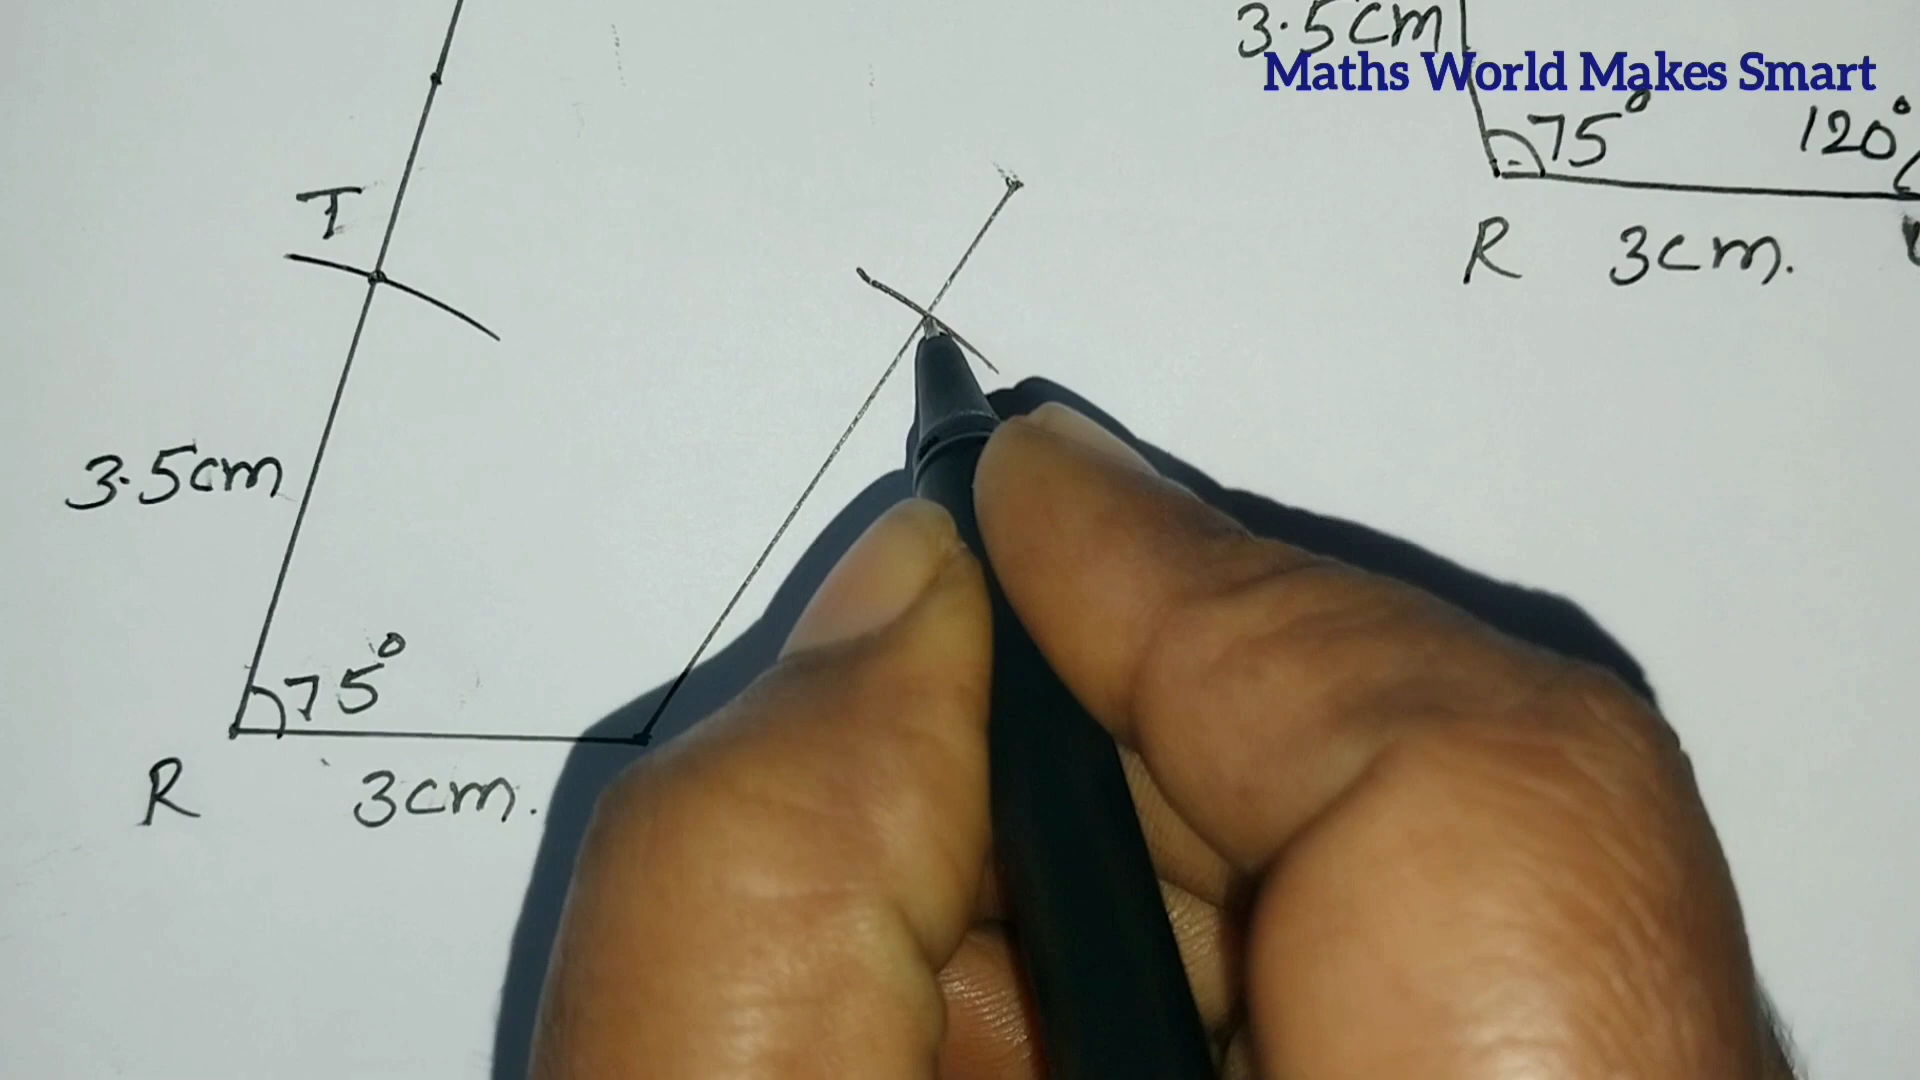 3.5cm
Maths World Makes Smart
75° 120°
R 3cm.
T
3.5cm
75°
R 3cm.